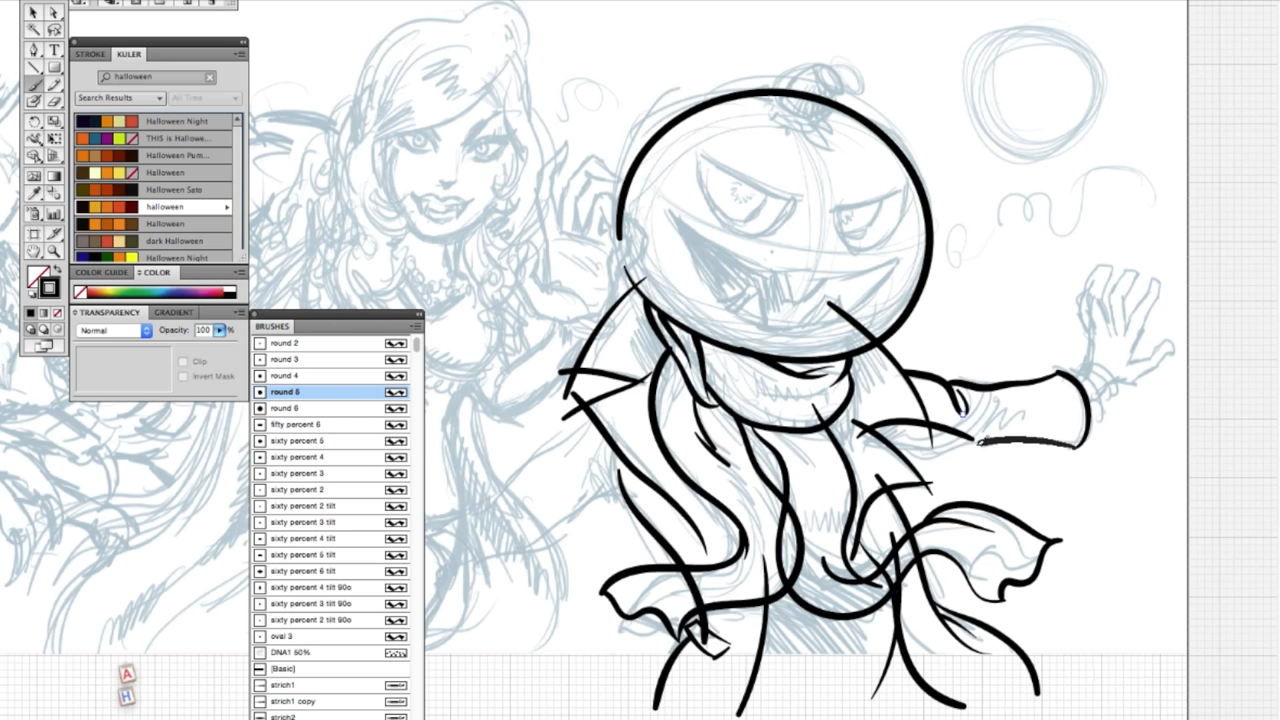 STROKE KULER
halloween
Search Results All Time
Halloween Night
THIS is Hallowe...
Halloween Pum...
Halloween
Halloween Sato
halloween
Halloween
dark Halloween
Halloween Night
COLOR GUIDE COLOR
TRANSPARENCY GRADIENT
Normal Opacity: 100 %
Clip
Invert Mask
BRUSHES
round 2
round 3
round 4
round 5
round 6
fifty percent 6
sixty percent 5
sixty percent 4
sixty percent 3
sixty percent 2
sixty percent 2 tilt
sixty percent 3 tilt
sixty percent 4 tilt
sixty percent 5 tilt
sixty percent 6 tilt
sixty percent 4 tilt 90o
sixty percent 3 tilt 90o
sixty percent 2 tilt 90o
oval 3
DNA1 50%
[Basic]
strich1
strich1 copy
strich2
A
H